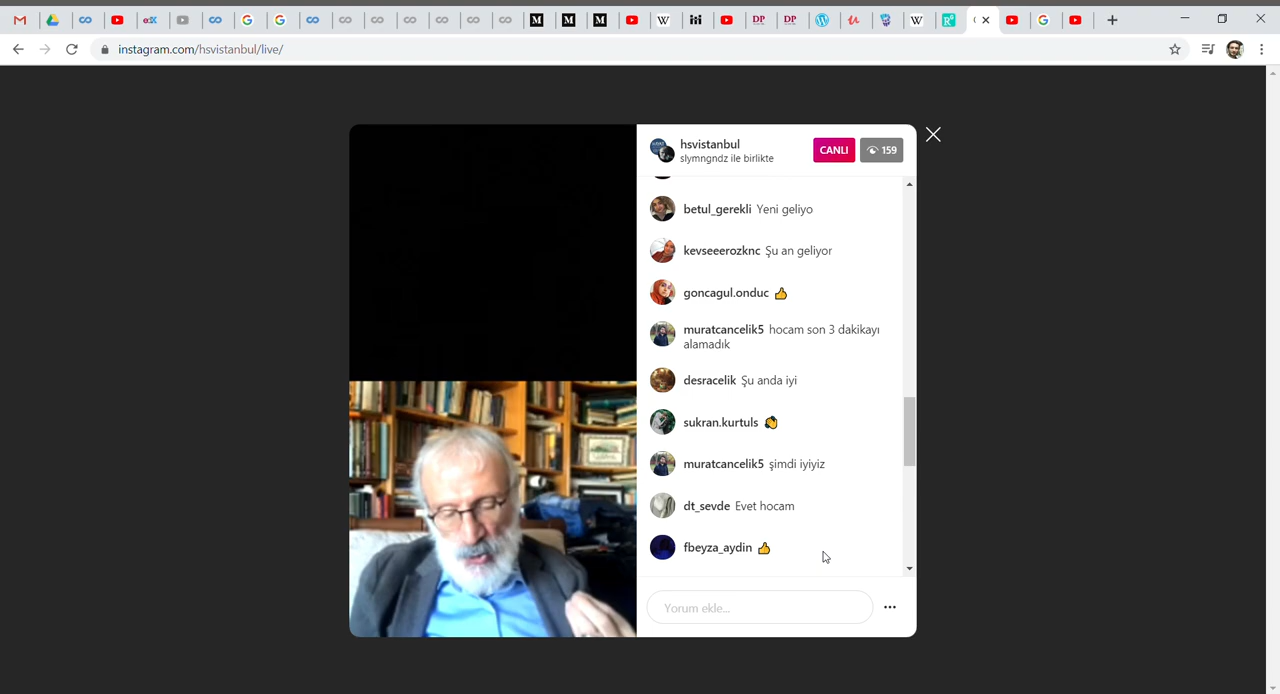 instagram.com/hsvistanbul/live/
hsvistanbul
slymngndz ile birlikte
CANLI
159
betul_gerekli Yeni geliyo
kevseeerozknc Şu an geliyor
goncagul.onduc 👍
muratcancelik5 hocam son 3 dakikayı
alamadık
desracelik Şu anda iyi
sukran.kurtuls 👏
muratcancelik5 şimdi iyiyiz
dt_sevde Evet hocam
fbeyza_aydin 👍
Yorum ekle...